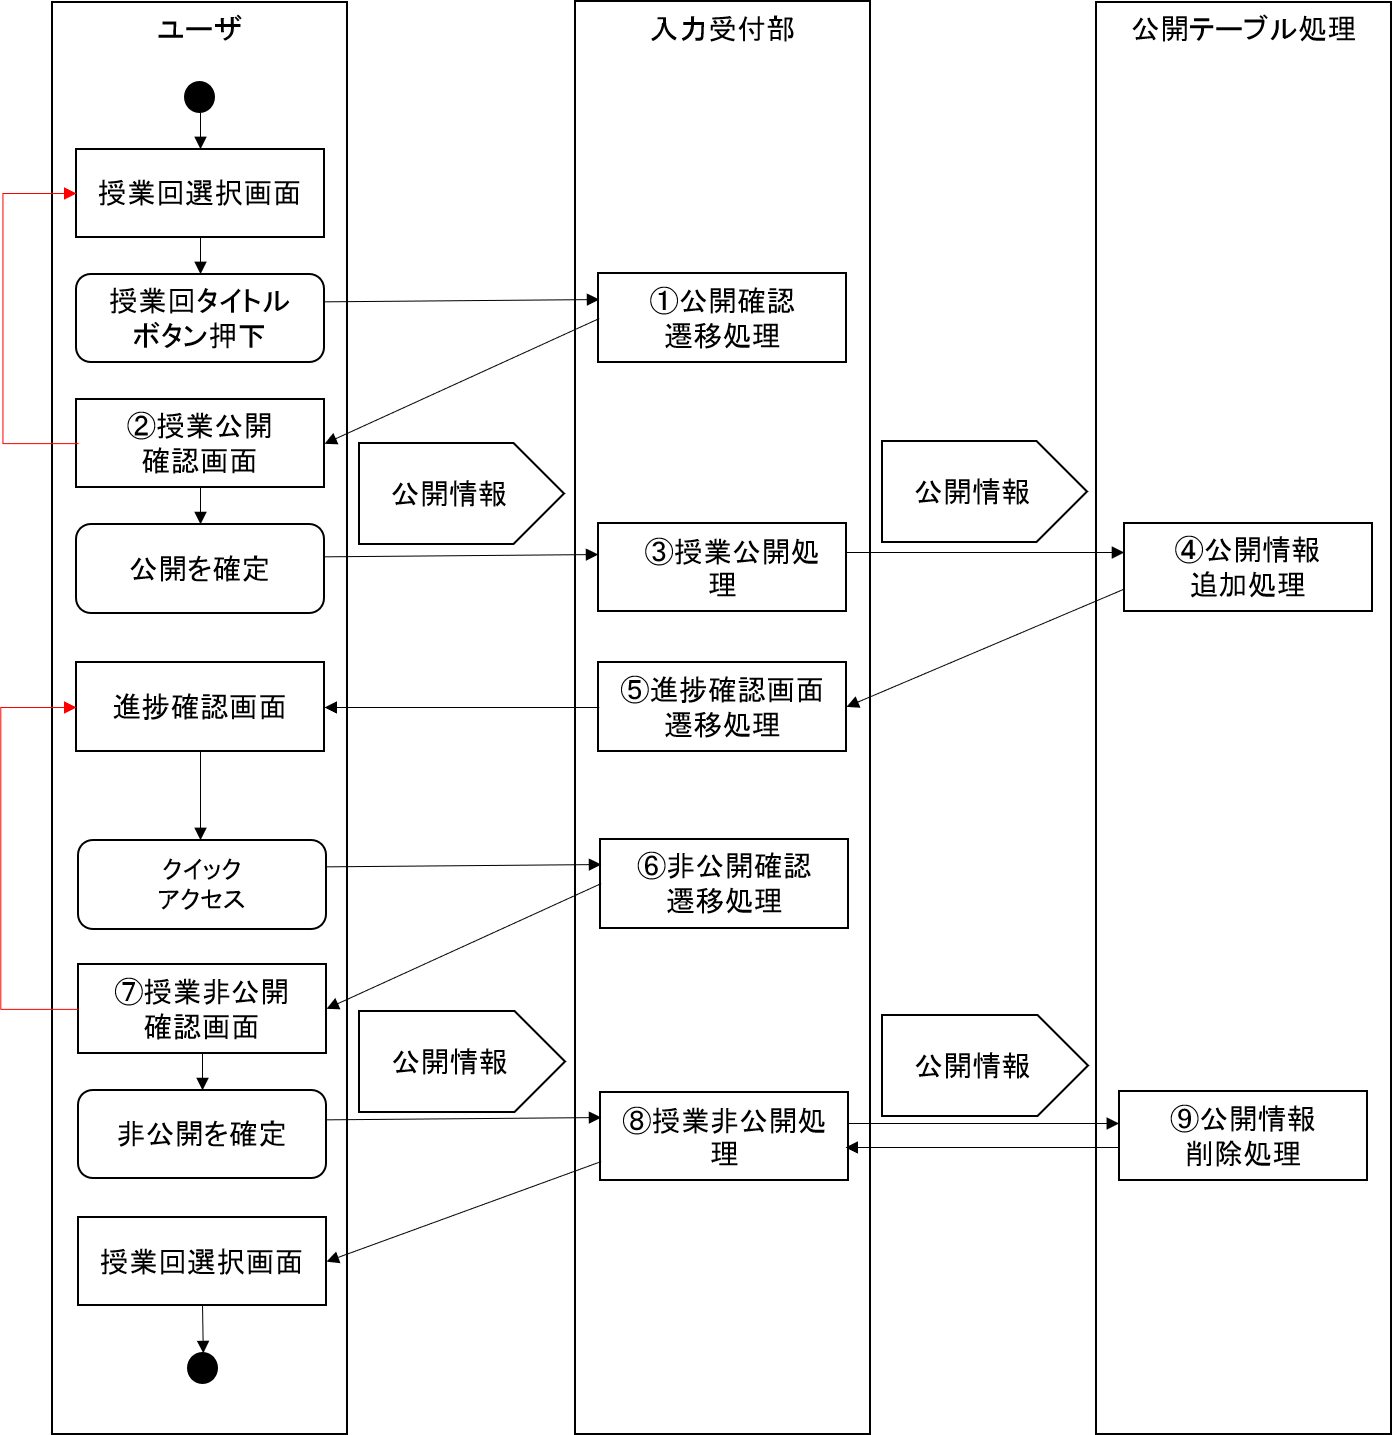 ユーザ
入力受付部
公開テーブル処理
授業回選択画面
授業回タイトル
ボタン押下
①公開確認
遷移処理
②授業公開
確認画面
公開情報
公開情報
公開を確定
③授業公開処
理
④公開情報
追加処理
進捗確認画面
⑤進捗確認画面
遷移処理
クイック
アクセス
⑥非公開確認
遷移処理
⑦授業非公開
確認画面
公開情報
公開情報
非公開を確定
⑧授業非公開処
理
⑨公開情報
削除処理
授業回選択画面